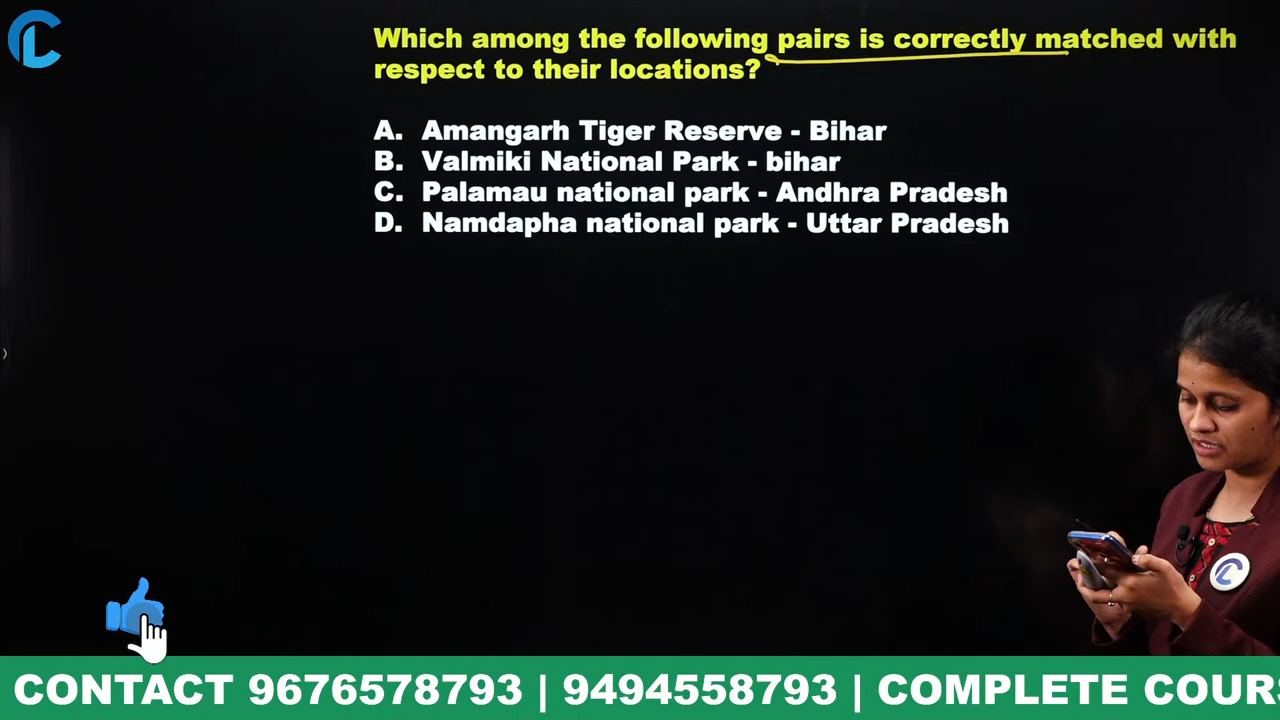 Which among the following pairs is correctly matched with
respect to their locations?
A. Amangarh Tiger Reserve - Bihar
B. Valmiki National Park - bihar
C. Palamau national park - Andhra Pradesh
D. Namdapha national park - Uttar Pradesh
CONTACT 9676578793 | 9494558793 | COMPLETE COURS